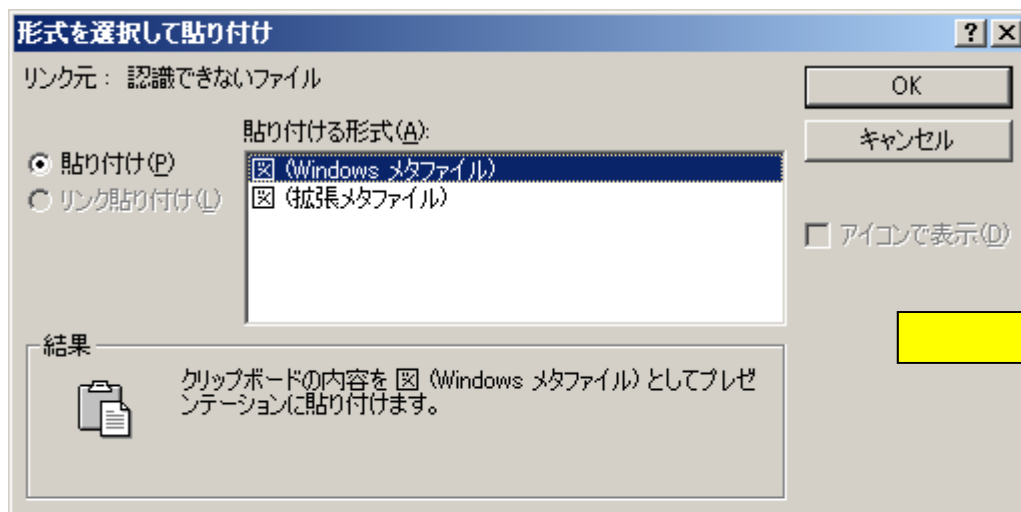 形式を選択して貼り付け
リンク元： 認識できないファイル
OK
キャンセル
貼り付ける形式(A):
貼り付け(P)
リンク貼り付け(L)
図 (Windows メタファイル)
図 (拡張メタファイル)
アイコンで表示(D)
結果
クリップボードの内容を 図 (Windows メタファイル) としてプレゼ
ンテーションに貼り付けます。